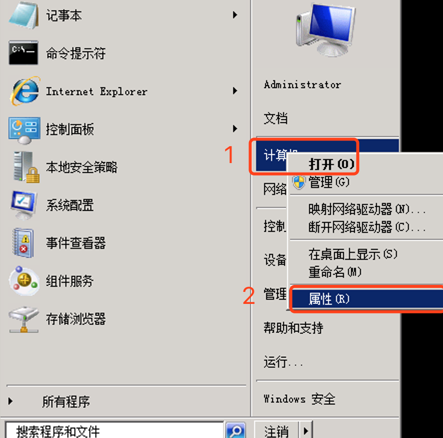 记事本
命令提示符
Internet Explorer
控制面板
本地安全策略
系统配置
事件查看器
组件服务
存储浏览器
所有程序
搜索程序和文件
Administrator
文档
1
计算机
网络
控制
设备
管理
帮助和支持
运行...
Windows 安全
注销
打开(O)
管理(G)
映射网络驱动器(N)...
断开网络驱动器(C)...
在桌面上显示(S)
重命名(M)
2
属性(R)